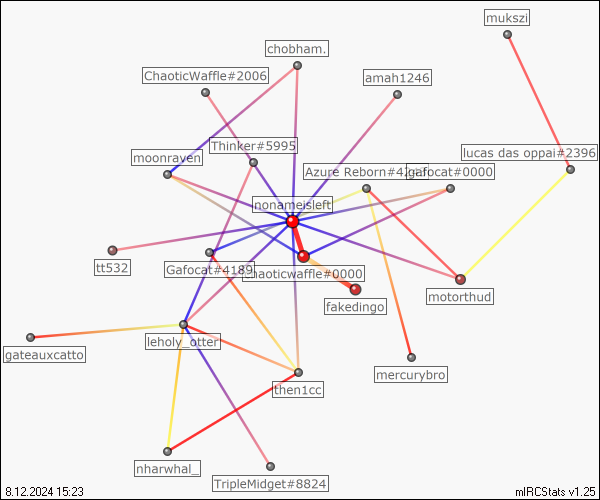 mukszi
chobham.
ChaoticWaffle#2006
amah1246
Thinker#5995
lucas das oppai#2396
moonraven
Azure Reborn#4
gafocat#0000
nonameisleft
tt532
Gafocat#4189
chaoticwaffle#0000
motorthud
fakedingo
leholy_otter
gateauxcatto
mercurybro
then1cc
nharwhal_
TripleMidget#8824
8.12.2024 15:23
mIRCStats v1.25